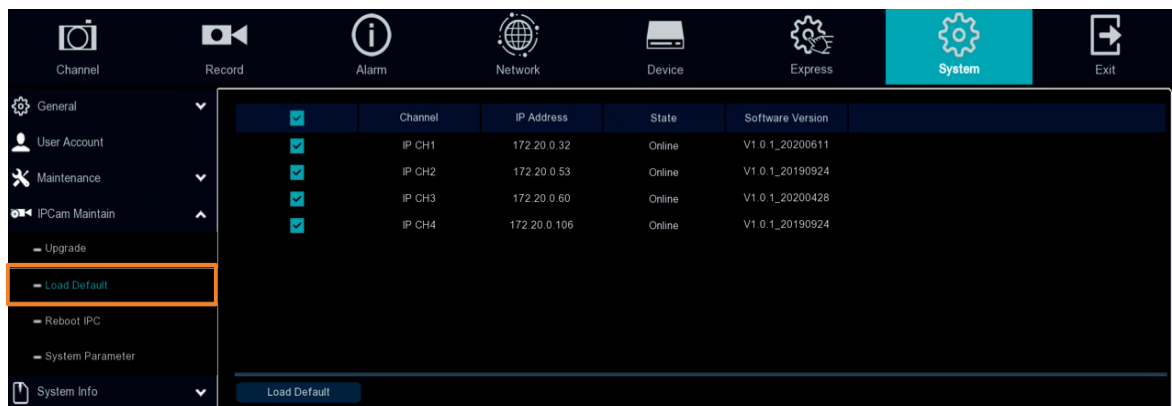 Channel Record Alarm Network Device Express System Exit
General
User Account
Maintenance
IPCam Maintain
Upgrade
Load Default
Reboot IPC
System Parameter
System Info
Channel IP Address State Software Version
IP CH1 172.20.0.32 Online V1.0.1_20200611
IP CH2 172.20.0.53 Online V1.0.1_20190924
IP CH3 172.20.0.60 Online V1.0.1_20200428
IP CH4 172.20.0.106 Online V1.0.1_20190924
Load Default